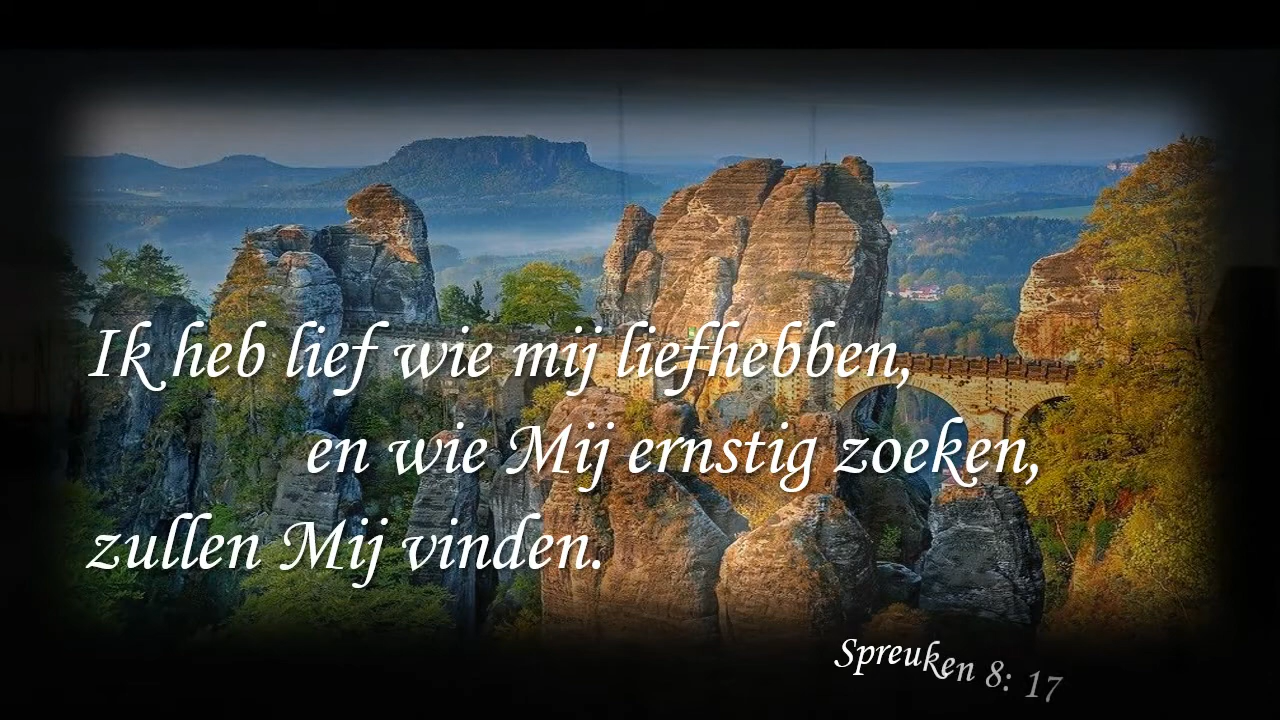 Ik heb lief wie mij liefhebben,
en wie Mij ernstig zoeken,
zullen Mij vinden.
Spreuken 8: 17